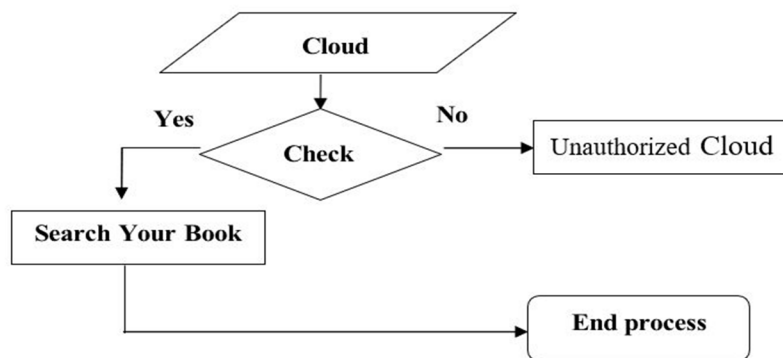 Cloud
Yes
No
Check
Unauthorized Cloud
Search Your Book
End process